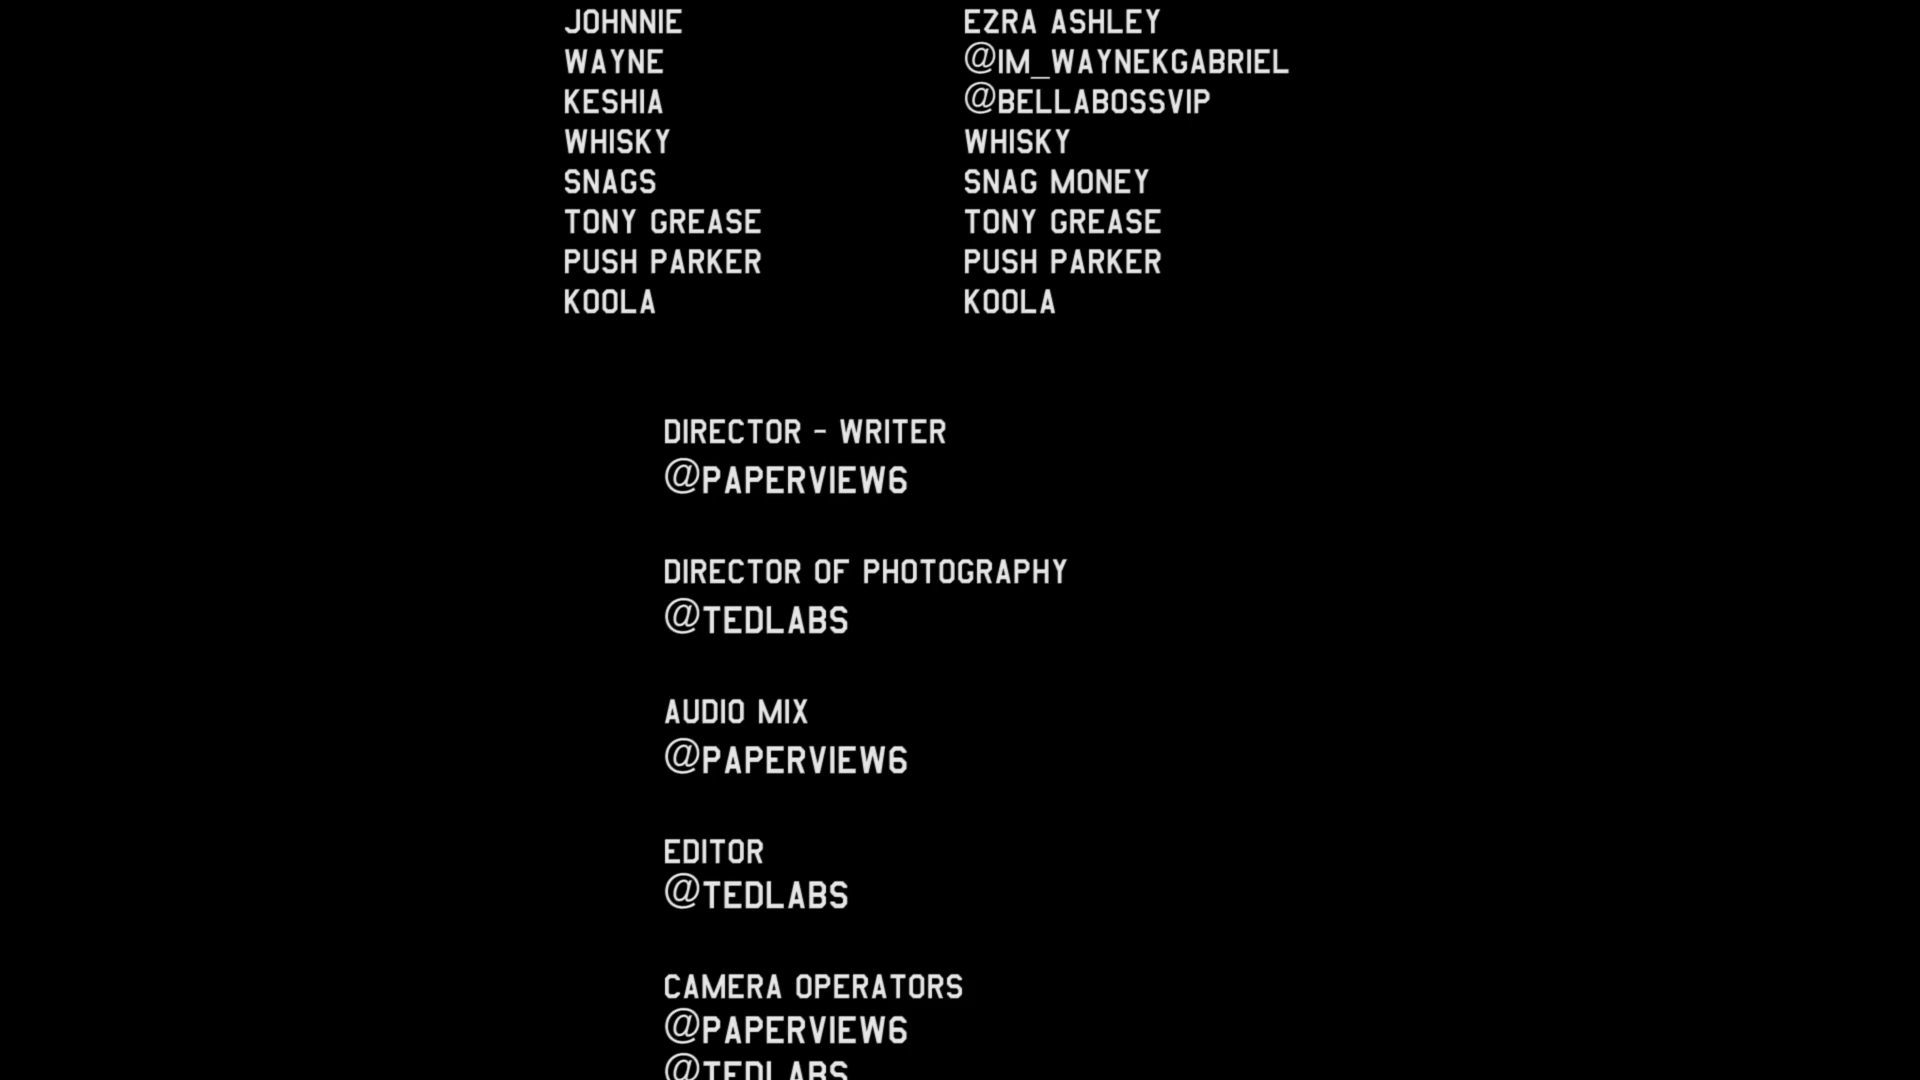 JOHNNIE EZRA ASHLEY
WAYNE @IM_WAYNEKGABRIEL
KESHIA @BELLABOSSVIP
WHISKY WHISKY
SNAGS SNAG MONEY
TONY GREASE TONY GREASE
PUSH PARKER PUSH PARKER
KOOLA KOOLA
DIRECTOR - WRITER
@PAPERVIEW6
DIRECTOR OF PHOTOGRAPHY
@TEDLABS
AUDIO MIX
@PAPERVIEW6
EDITOR
@TEDLABS
CAMERA OPERATORS
@PAPERVIEW6
@TEDLABS